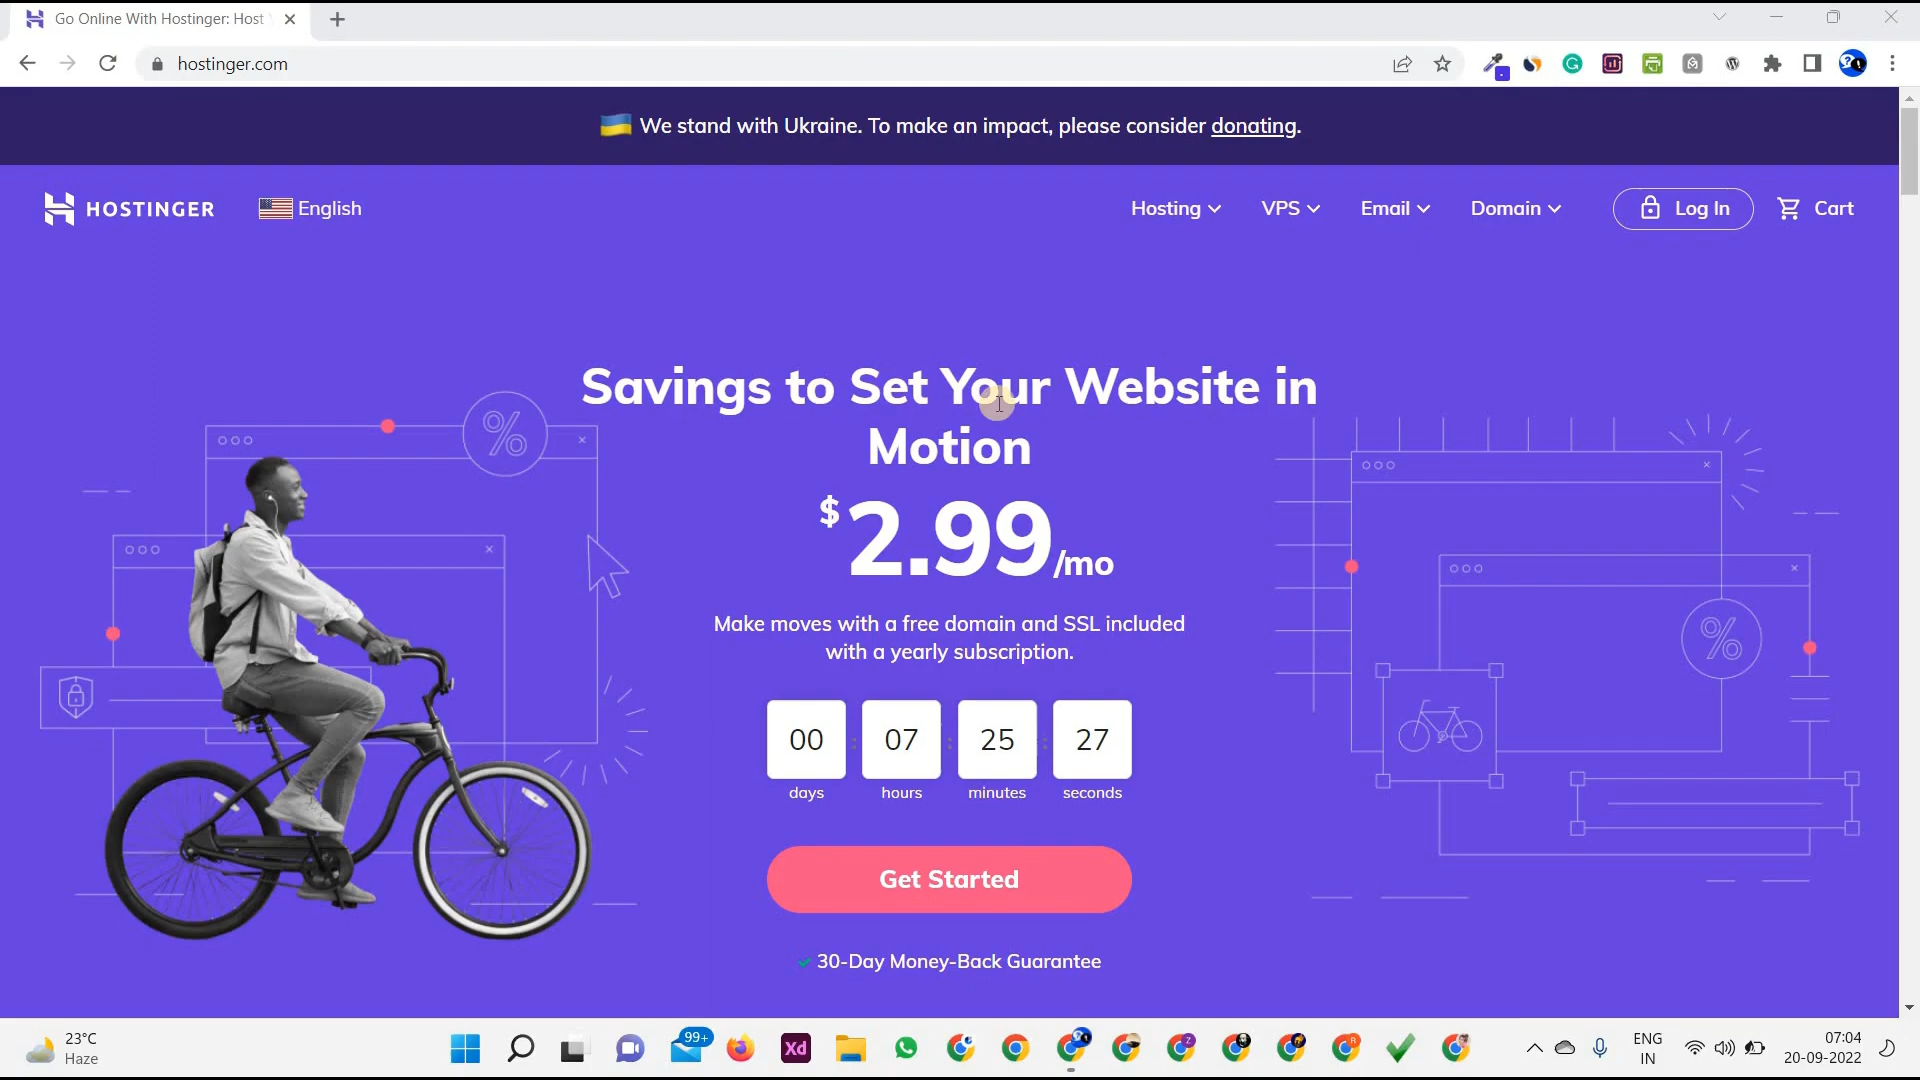 Go Online With Hostinger: Host
hostinger.com
We stand with Ukraine. To make an impact, please consider donating.
HOSTINGER
English
Hosting
VPS
Email
Domain
Log In
Cart
Savings to Set Your Website in
Motion
$2.99/mo
Make moves with a free domain and SSL included
with a yearly subscription.
00 : 07 : 25 : 27
days hours minutes seconds
Get Started
30-Day Money-Back Guarantee
23°C
Haze
99+
Xd
ENG
IN
07:04
20-09-2022